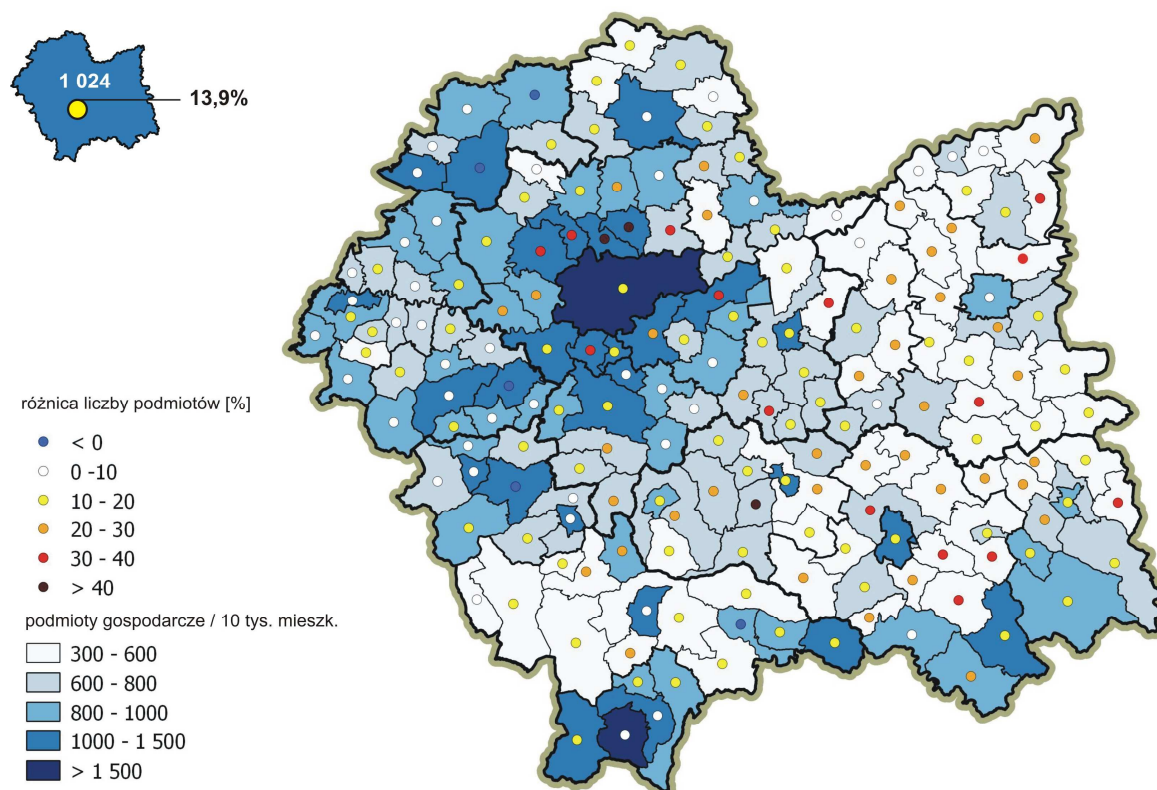 1 024
13,9%
różnica liczby podmiotów [%]
< 0
0 -10
10 - 20
20 - 30
30 - 40
> 40
podmioty gospodarcze / 10 tys. mieszk.
300 - 600
600 - 800
800 - 1000
1000 - 1 500
> 1 500